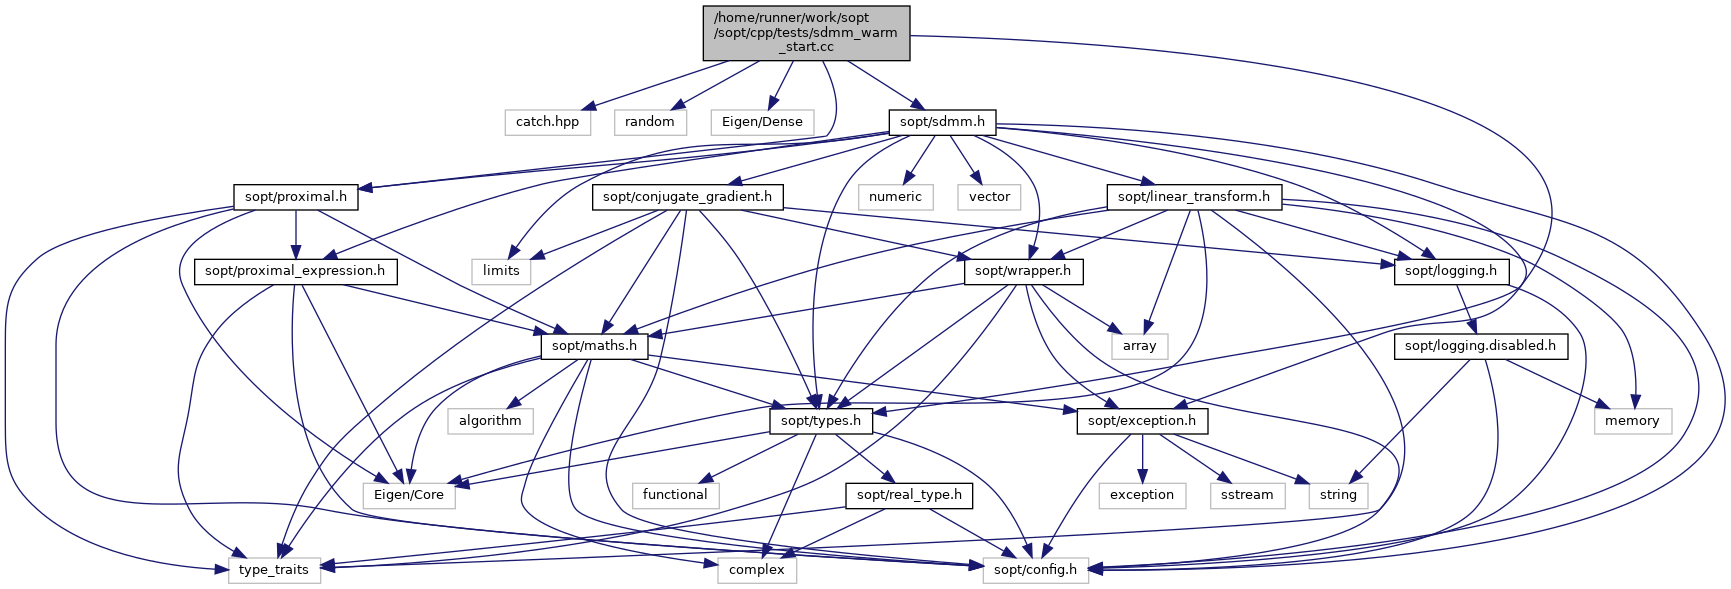 /home/runner/work/sopt
/sopt/cpp/tests/sdmm_warm
_start.cc
catch.hpp
random
Eigen/Dense
sopt/sdmm.h
sopt/proximal.h
sopt/conjugate_gradient.h
numeric
vector
sopt/linear_transform.h
sopt/proximal_expression.h
limits
sopt/wrapper.h
sopt/logging.h
sopt/maths.h
array
sopt/logging.disabled.h
algorithm
sopt/types.h
sopt/exception.h
memory
Eigen/Core
functional
sopt/real_type.h
exception
sstream
string
type_traits
complex
sopt/config.h